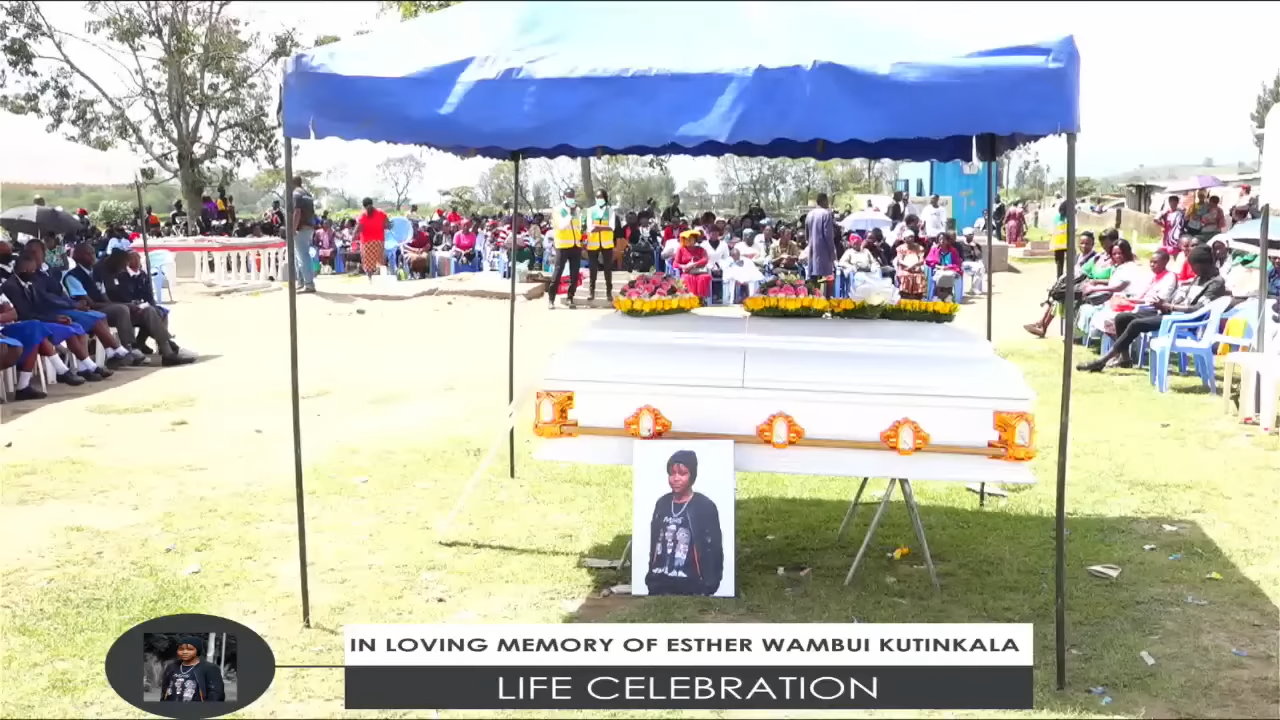 IN LOVING MEMORY OF ESTHER WAMBUI KUTINKALA
LIFE CELEBRATION